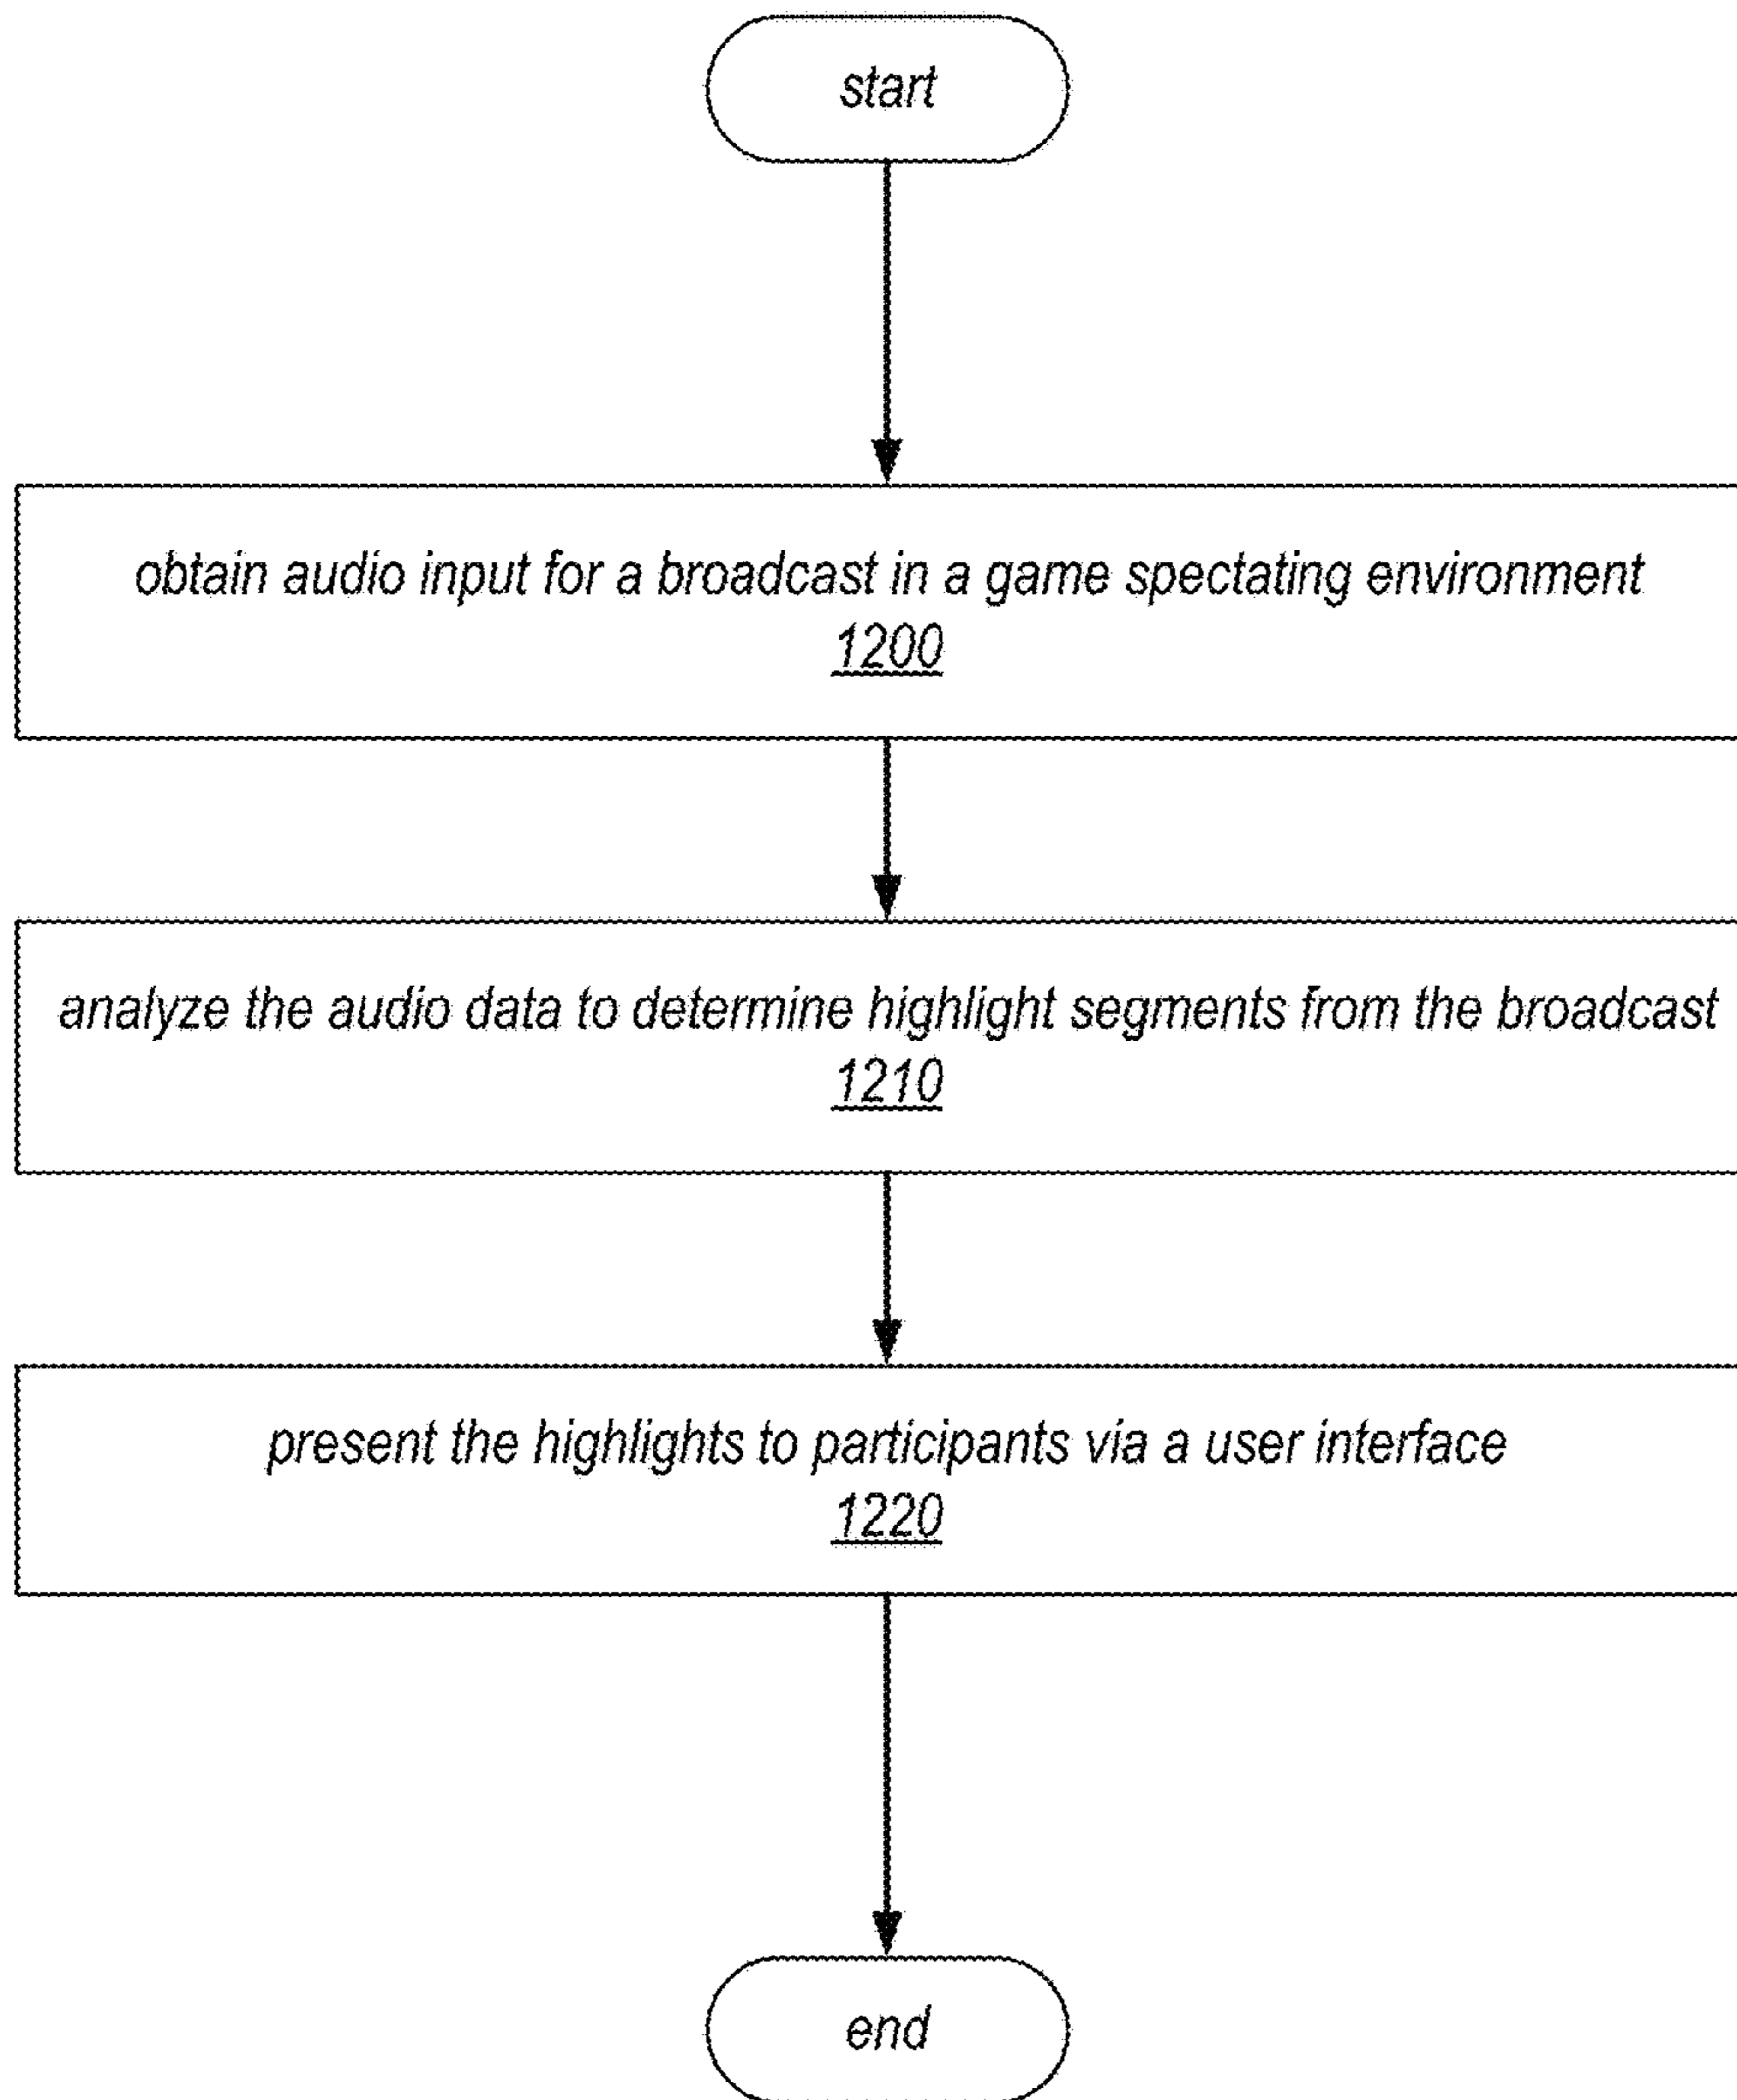 start
obtain audio input for a broadcast in a game spectating environment
1200
analyze the audio data to determine highlight segments from the broadcast
1210
present the highlights to participants via a user interface
1220
end